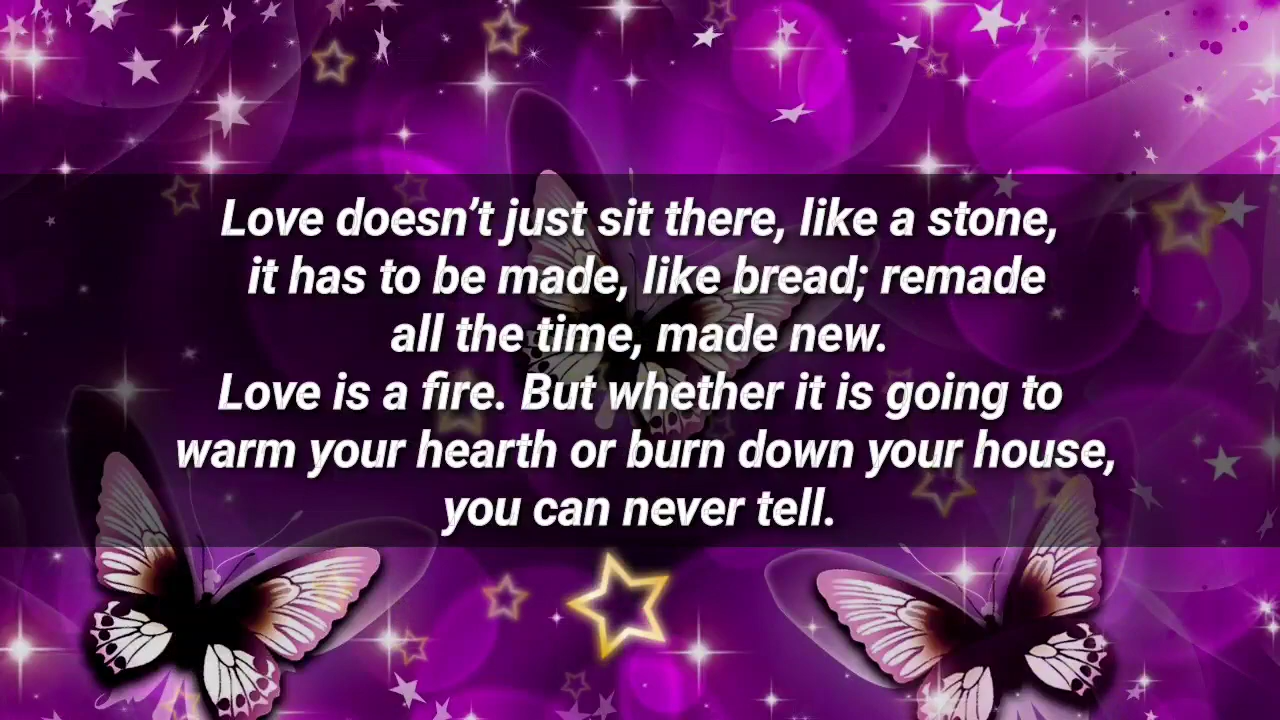 Love doesn’t just sit there, like a stone,
it has to be made, like bread; remade
all the time, made new.
Love is a fire. But whether it is going to
warm your hearth or burn down your house,
you can never tell.